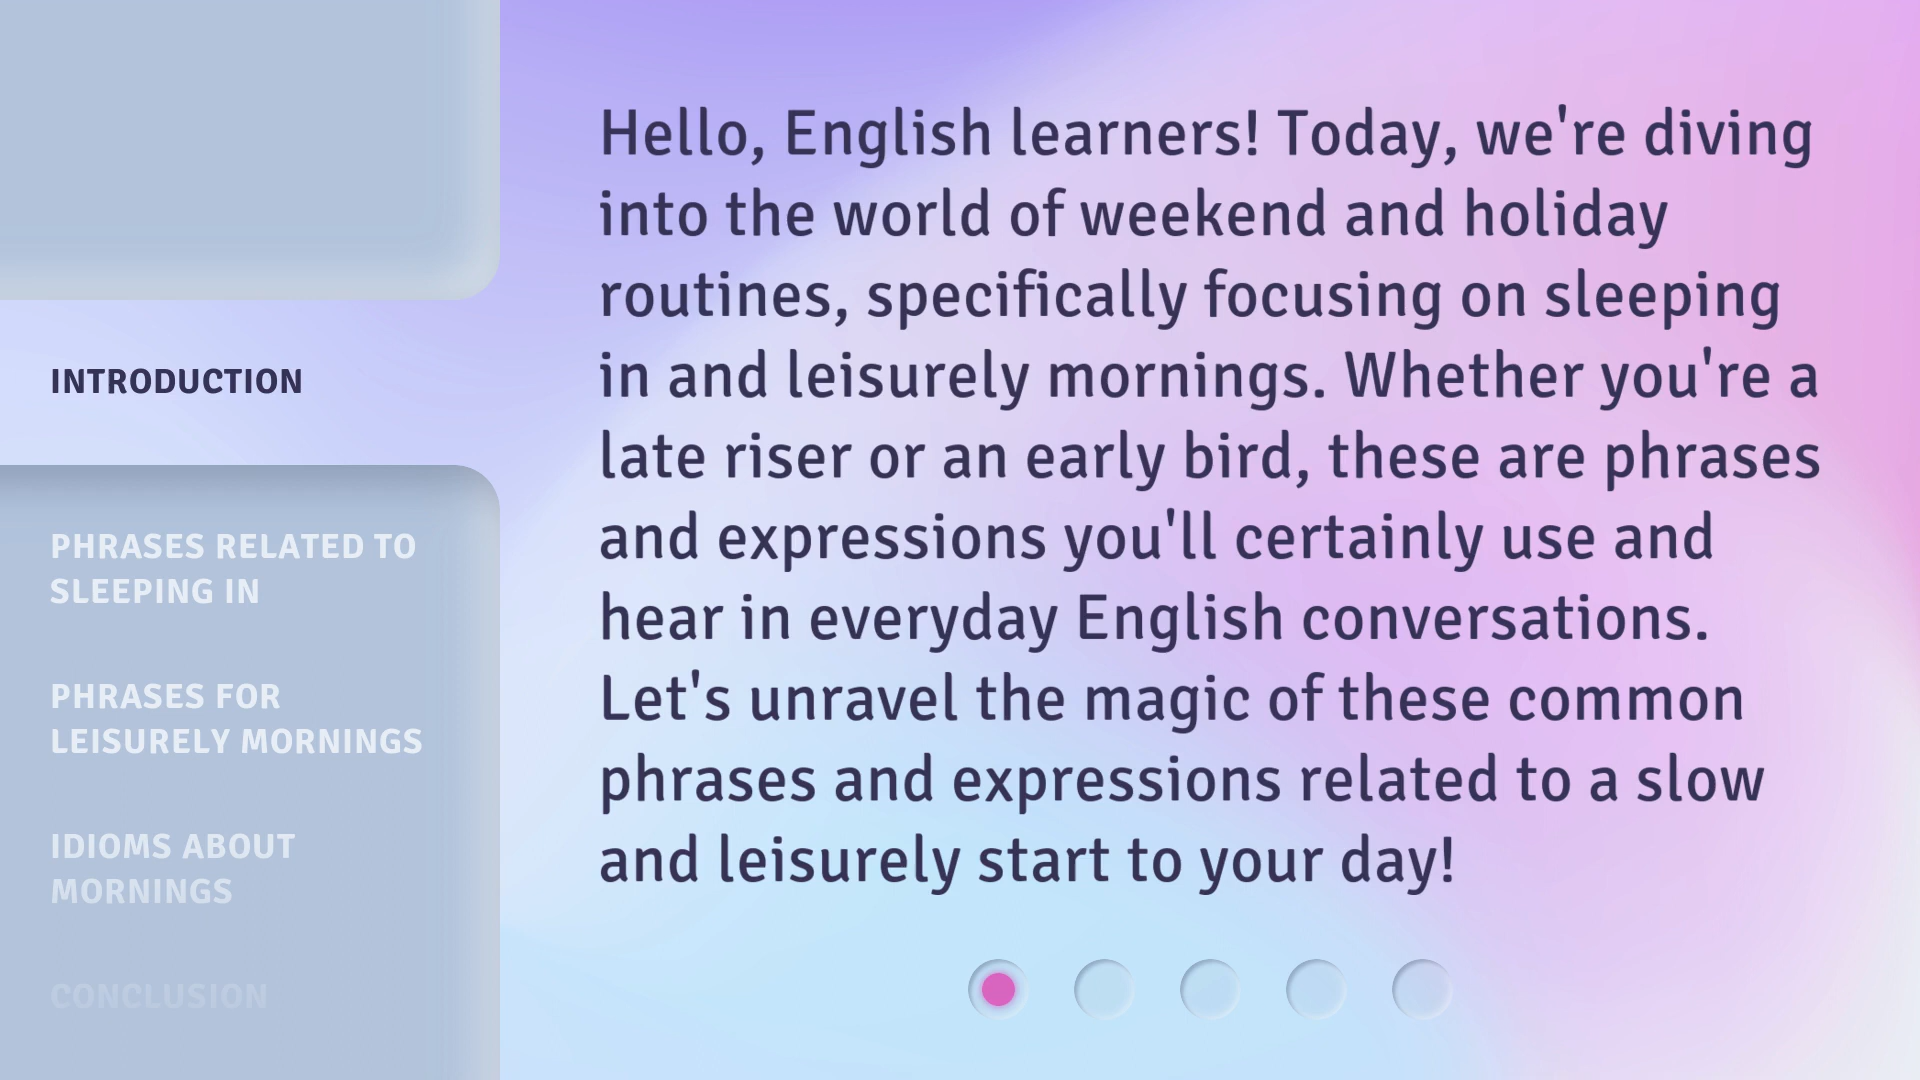 INTRODUCTION
PHRASES RELATED TO
SLEEPING IN
PHRASES FOR
LEISURELY MORNINGS
IDIOMS ABOUT
MORNINGS
CONCLUSION
Hello, English learners! Today, we're diving
into the world of weekend and holiday
routines, specifically focusing on sleeping
in and leisurely mornings. Whether you're a
late riser or an early bird, these are phrases
and expressions you'll certainly use and
hear in everyday English conversations.
Let's unravel the magic of these common
phrases and expressions related to a slow
and leisurely start to your day!